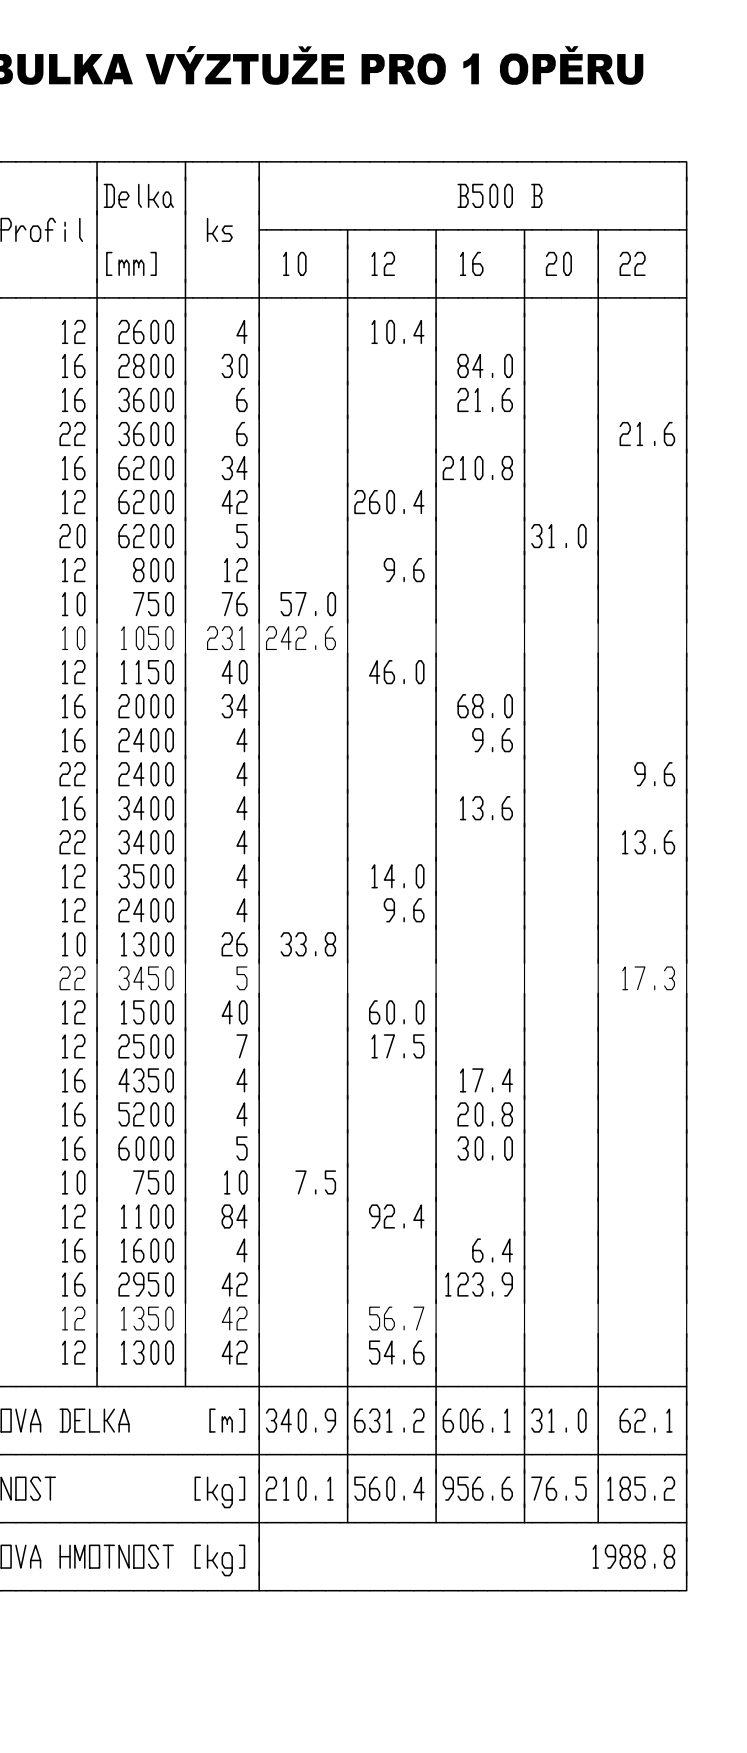 BULKA VÝZTUŽE PRO 1 OPĚRU
Profil Delka [mm] ks B500 B
10 12 16 20 22
12 2600 4 10.4
16 2800 30 84.0
16 3600 6 21.6
22 3600 6 21.6
16 6200 34 210.8
12 6200 42 260.4
20 6200 5 31.0
12 800 12 9.6
10 750 76 57.0
10 1050 231 242.6
12 1150 40 46.0
16 2000 34 68.0
16 2400 4 9.6
22 2400 4 9.6
16 3400 4 13.6
22 3400 4 13.6
12 3500 4 14.0
12 2400 4 9.6
10 1300 26 33.8
22 3450 5 17.3
12 1500 40 60.0
12 2500 7 17.5
16 4350 4 17.4
16 5200 4 20.8
16 6000 5 30.0
10 750 10 7.5
12 1100 84 92.4
16 1600 4 6.4
16 2950 42 123.9
12 1350 42 56.7
12 1300 42 54.6
OVA DELKA [m] 340.9 631.2 606.1 31.0 62.1
NOST [kg] 210.1 560.4 956.6 76.5 185.2
OVA HMOTNOST [kg] 1988.8